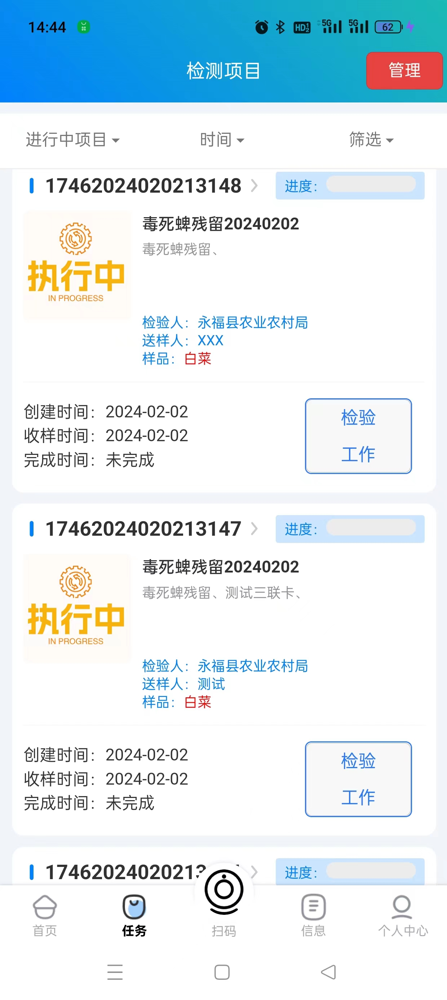 14:44
HD 1 2 5G 5G 62
检测项目
管理
进行中项目
时间
筛选
17462024020213148
进度:
毒死蜱残留20240202
毒死蜱残留、
执行中
IN PROGRESS
检验人: 永福县农业农村局
送样人: XXX
样品: 白菜
创建时间: 2024-02-02
收样时间: 2024-02-02
完成时间: 未完成
检验
工作
17462024020213147
进度:
毒死蜱残留20240202
毒死蜱残留、测试三联卡、
执行中
IN PROGRESS
检验人: 永福县农业农村局
送样人: 测试
样品: 白菜
创建时间: 2024-02-02
收样时间: 2024-02-02
完成时间: 未完成
检验
工作
17462024020213
进度:
首页
任务
扫码
信息
个人中心